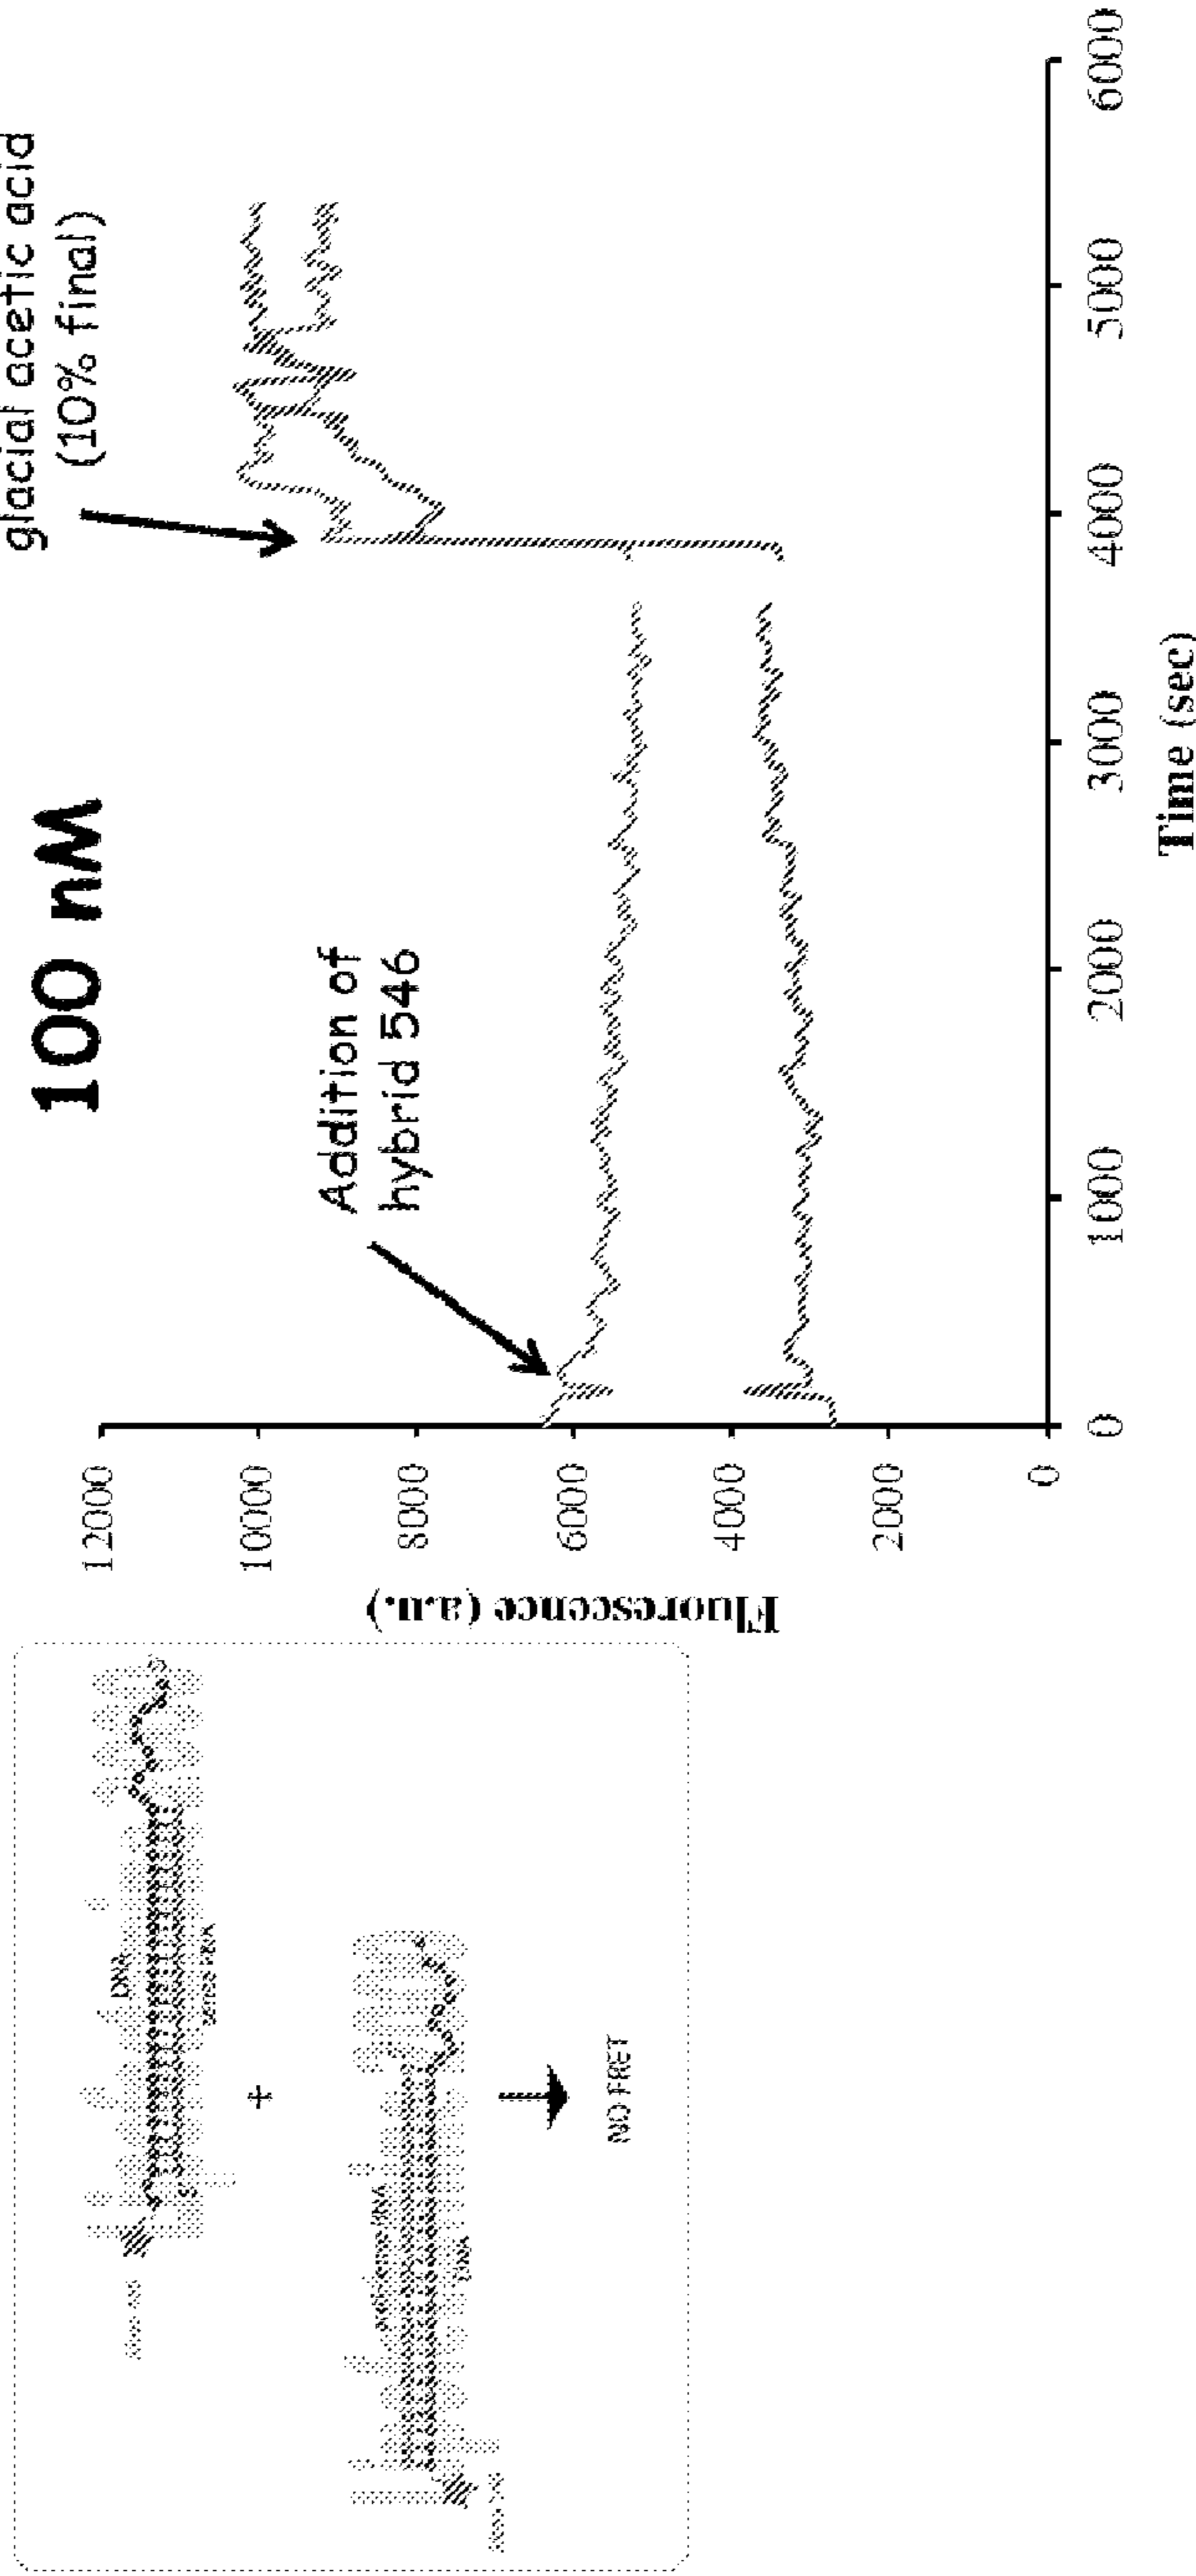 glacial acetic acid
(10% final)
100 nM
Addition of
hybrid 546
12000
10000
8000
6000
4000
2000
0
Fluorescence (a.u.)
0
1000
2000
3000
4000
5000
6000
Time (sec)
DNA
+
DNA
NO FRET